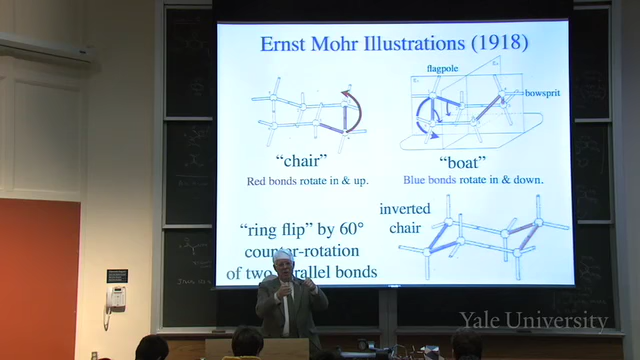 Ernst Mohr Illustrations (1918)
flagpole
bowsprit
"chair"
"boat"
Red bonds rotate in & up.
Blue bonds rotate in & down.
"ring flip" by 60°
counter-rotation
of two parallel bonds
inverted
chair
Yale University